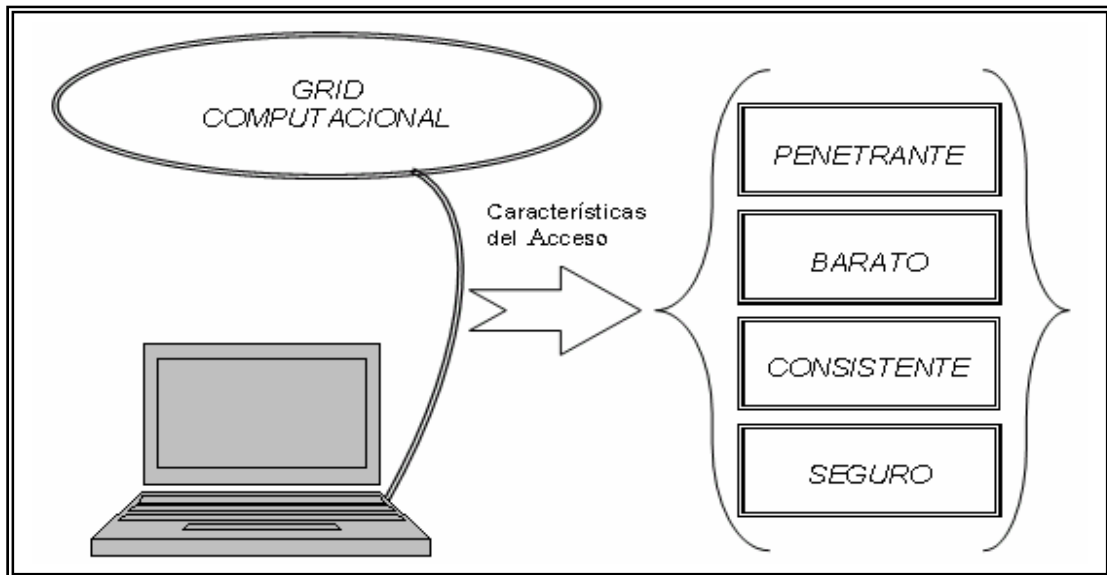 GRID
COMPUTACIONAL
Características
del Acceso
PENETRANTE
BARATO
CONSISTENTE
SEGURO